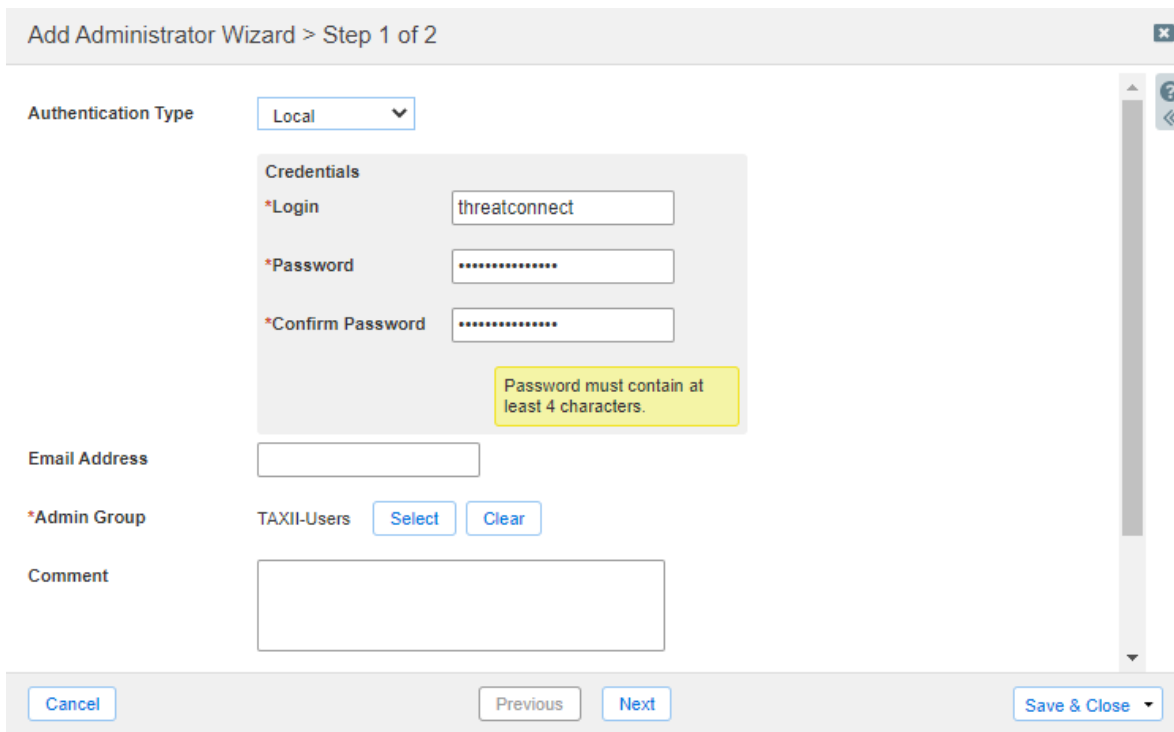 Add Administrator Wizard > Step 1 of 2
Authentication Type
Local
Credentials
*Login
threatconnect
*Password
•••••••••••••••
*Confirm Password
•••••••••••••••
Password must contain at
least 4 characters.
Email Address
*Admin Group
TAXII-Users
Select
Clear
Comment
Cancel
Previous
Next
Save & Close